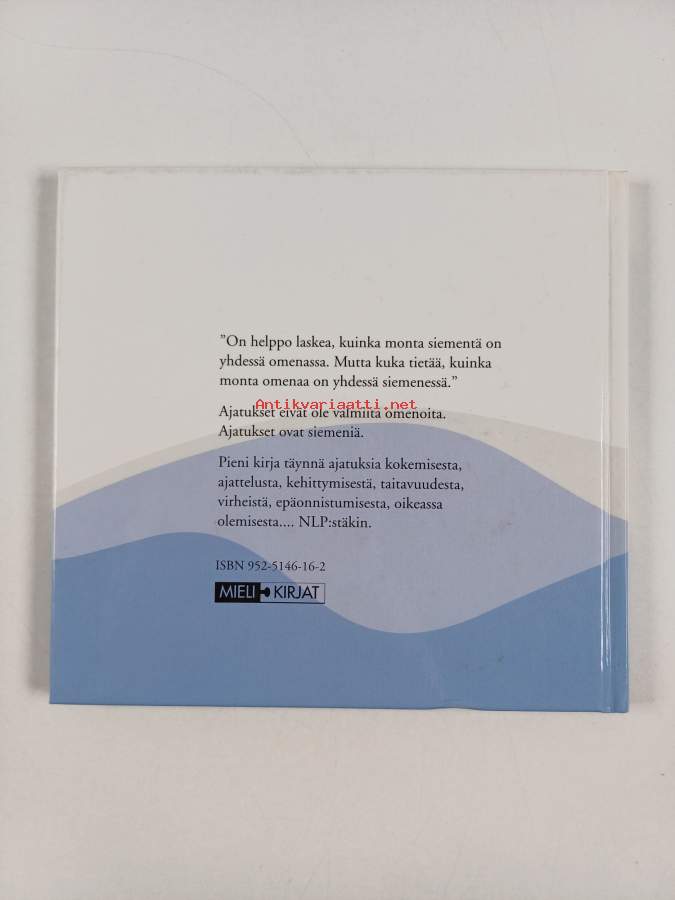 ”On helppo laskea, kuinka monta siementä on
yhdessä omenassa. Mutta kuka tietää, kuinka
monta omenaa on yhdessä siemenessä.”
Antikvariaatti.net
Ajatukset eivät ole valmiita omenoita.
Ajatukset ovat siemeniä.
Pieni kirja täynnä ajatuksia kokemisesta,
ajattelusta, kehittymisestä, taitavuudesta,
virheistä, epäonnistumisesta, oikeassa
olemisesta.... NLP:stäkin.
ISBN 952-5146-16-2
MIELI KIRJAT